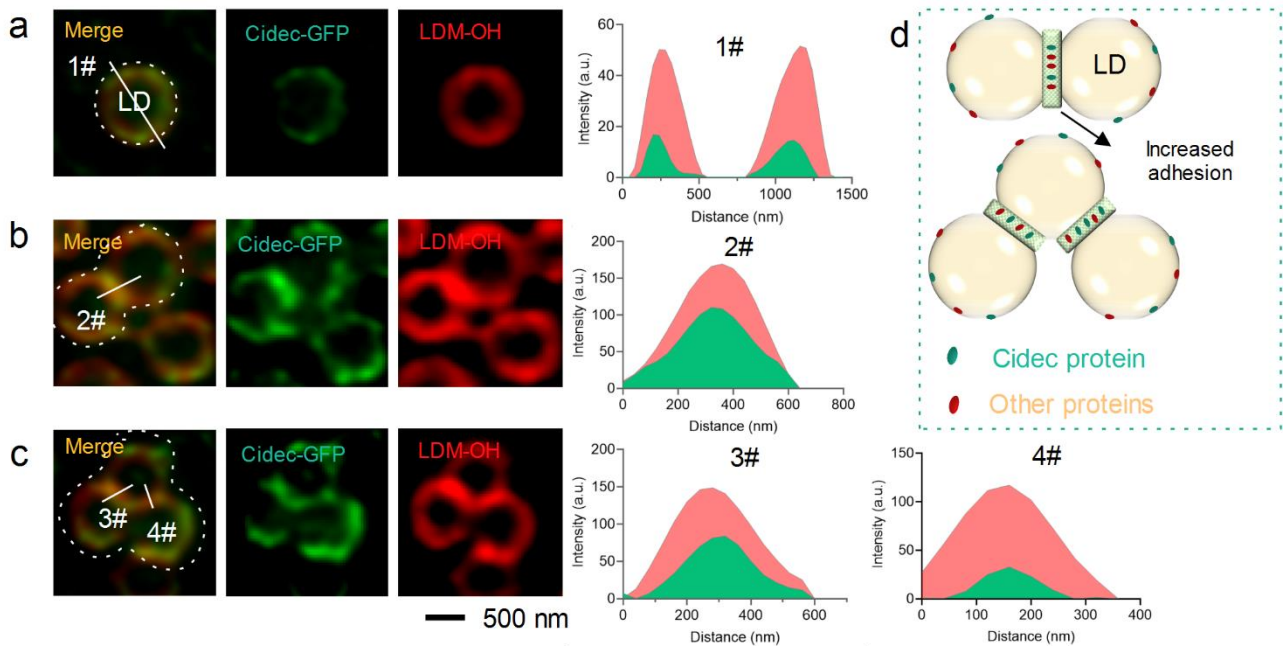 a
Merge
1#
LD
Cidec-GFP
LDM-OH
1#
Intensity (a.u.)
60
40
20
0
0 500 1000 1500
Distance (nm)
b
Merge
2#
Cidec-GFP
LDM-OH
2#
Intensity (a.u.)
200
150
100
50
0
0 200 400 600 800
Distance (nm)
c
Merge
3#
4#
Cidec-GFP
LDM-OH
500 nm
3#
Intensity (a.u.)
200
150
100
50
0
0 200 400 600
Distance (nm)
4#
Intensity (a.u.)
150
100
50
0
0 100 200 300 400
Distance (nm)
d
LD
Increased
adhesion
Cidec protein
Other proteins